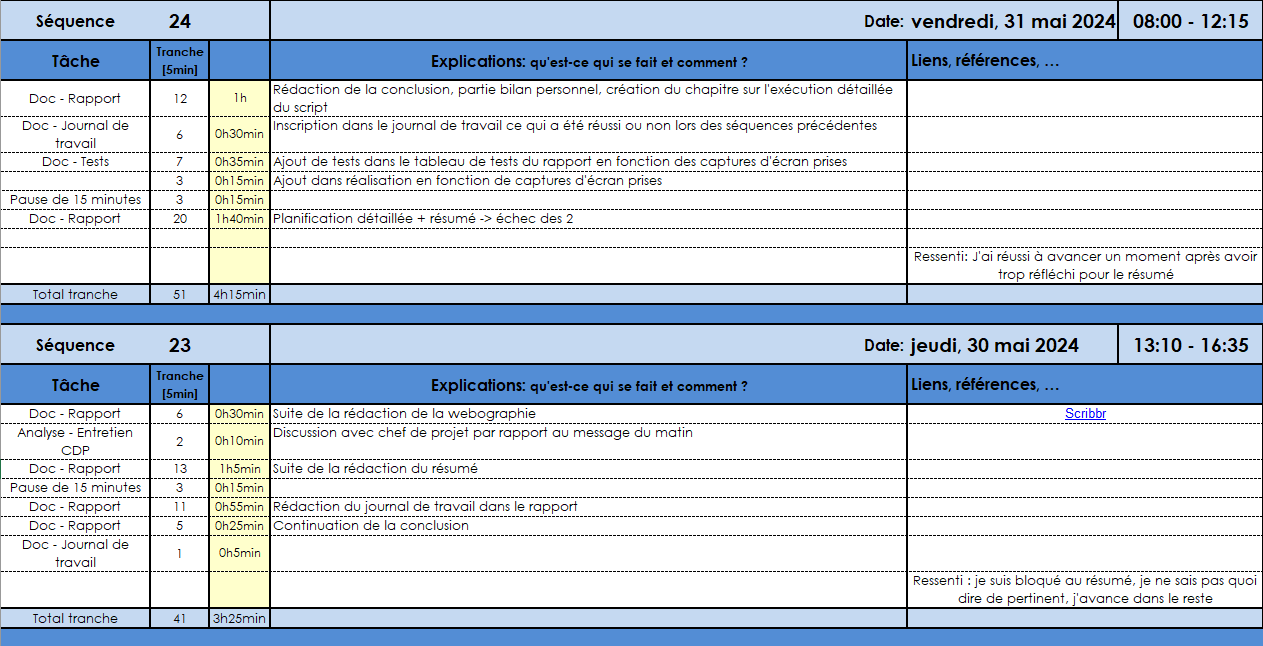 Séquence 24 Date: vendredi, 31 mai 2024 08:00 - 12:15
Tâche Tranche [5min] Explications: qu'est-ce qui se fait et comment ? Liens, références, …
Doc - Rapport 12 1h Rédaction de la conclusion, partie bilan personnel, création du chapitre sur l'exécution détaillée
du script
Doc - Journal de travail 6 0h30min Inscription dans le journal de travail ce qui a été réussi ou non lors des séquences précédentes
Doc - Tests 7 0h35min Ajout de tests dans le tableau de tests du rapport en fonction des captures d'écran prises
3 0h15min Ajout dans réalisation en fonction de captures d'écran prises
Pause de 15 minutes 3 0h15min
Doc - Rapport 20 1h40min Planification détaillée + résumé -> échec des 2
Ressenti: J'ai réussi à avancer un moment après avoir
trop réfléchi pour le résumé
Total tranche 51 4h15min
Séquence 23 Date: jeudi, 30 mai 2024 13:10 - 16:35
Tâche Tranche [5min] Explications: qu'est-ce qui se fait et comment ? Liens, références, …
Doc - Rapport 6 0h30min Suite de la rédaction de la webographie Scribbr
Analyse - Entretien CDP 2 0h10min Discussion avec chef de projet par rapport au message du matin
Doc - Rapport 13 1h5min Suite de la rédaction du résumé
Pause de 15 minutes 3 0h15min
Doc - Rapport 11 0h55min Rédaction du journal de travail dans le rapport
Doc - Rapport 5 0h25min Continuation de la conclusion
Doc - Journal de travail 1 0h5min
Ressenti : je suis bloqué au résumé, je ne sais pas quoi
dire de pertinent, j'avance dans le reste
Total tranche 41 3h25min